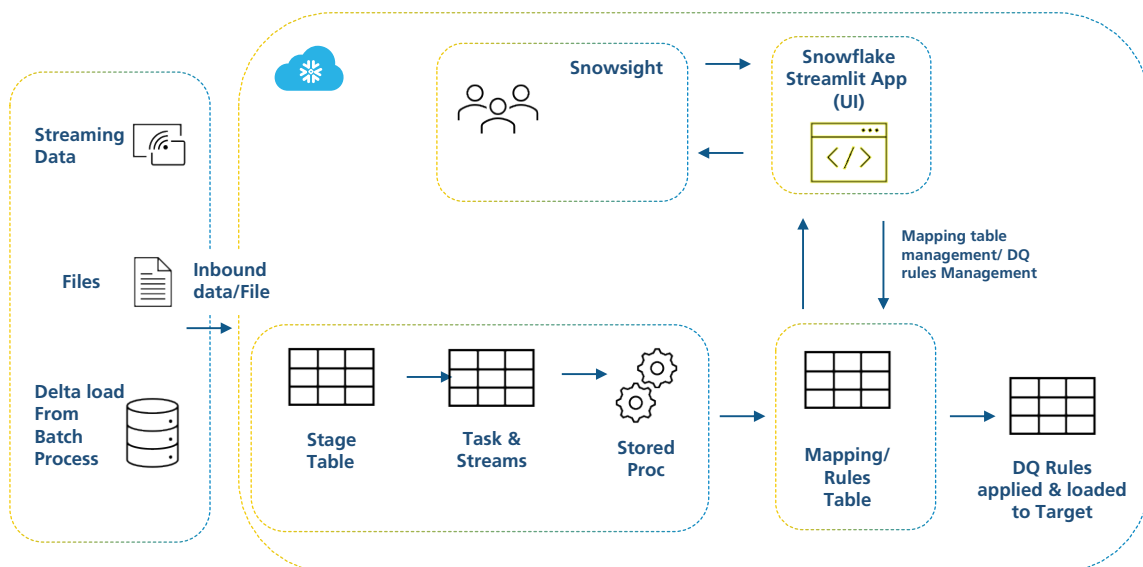 Streaming
Data
Files
Delta load
From
Batch
Process
Inbound
data/File
Snowsight
Snowflake
Streamlit App
(UI)
Mapping table
management/ DQ
rules Management
Stage
Table
Task &
Streams
Stored
Proc
Mapping/
Rules
Table
DQ Rules
applied & loaded
to Target